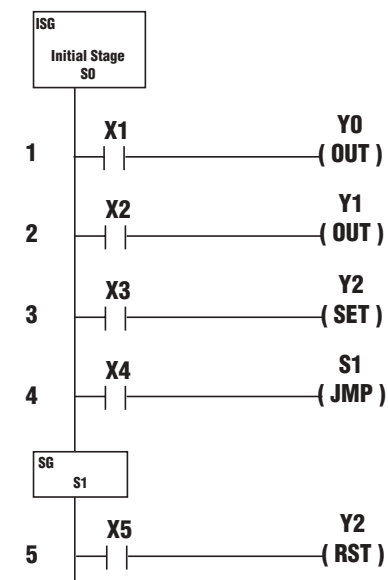 ISG
Initial Stage
S0
X1 Y0
1 ( OUT )
X2 Y1
2 ( OUT )
X3 Y2
3 ( SET )
X4 S1
4 ( JMP )
SG
S1
X5 Y2
5 ( RST )